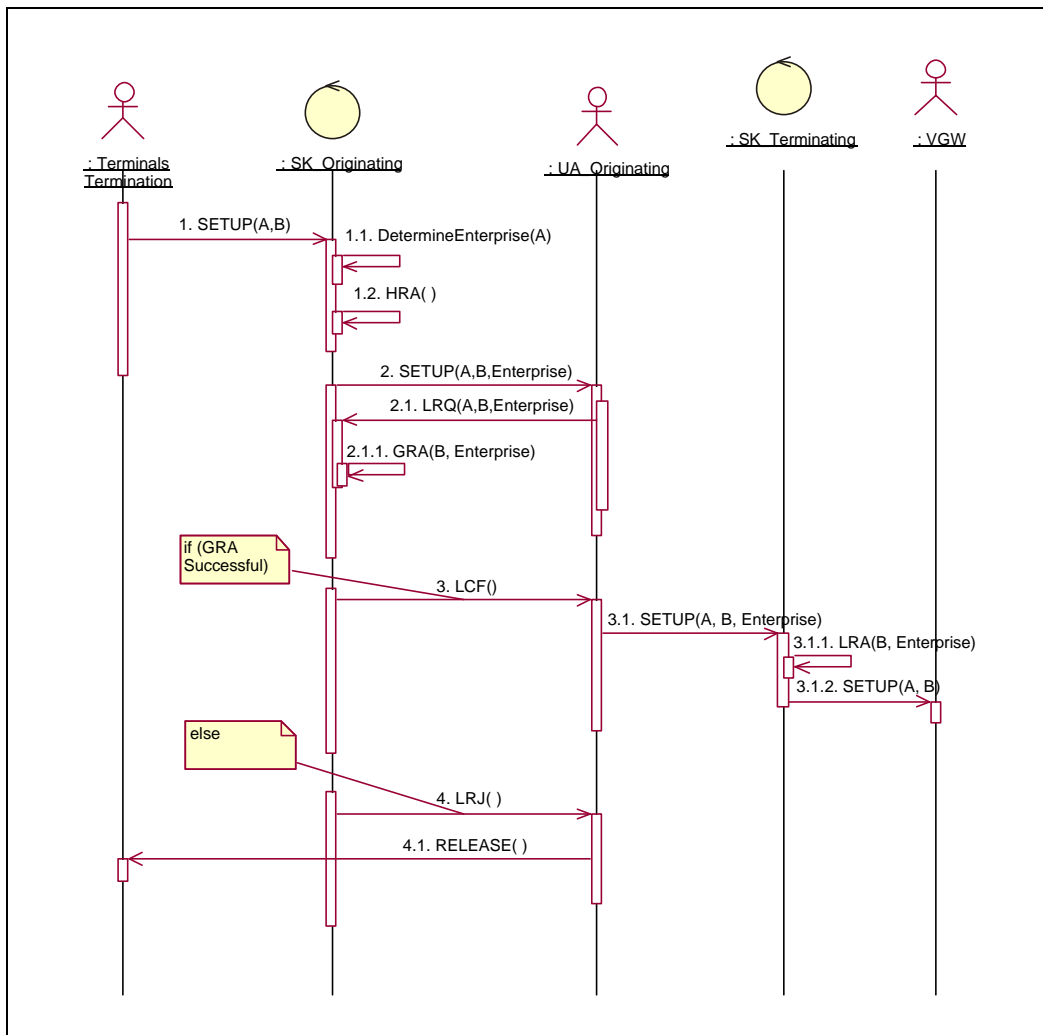 : Terminals
Termination
: SK_Originating
: UA_Originating
: SK_Terminating
: VGW
1. SETUP(A,B)
1.1. DetermineEnterprise(A)
1.2. HRA( )
2. SETUP(A,B,Enterprise)
2.1. LRQ(A,B,Enterprise)
2.1.1. GRA(B, Enterprise)
if (GRA
Successful)
3. LCF()
3.1. SETUP(A, B, Enterprise)
3.1.1. LRA(B, Enterprise)
3.1.2. SETUP(A, B)
else
4. LRJ( )
4.1. RELEASE( )